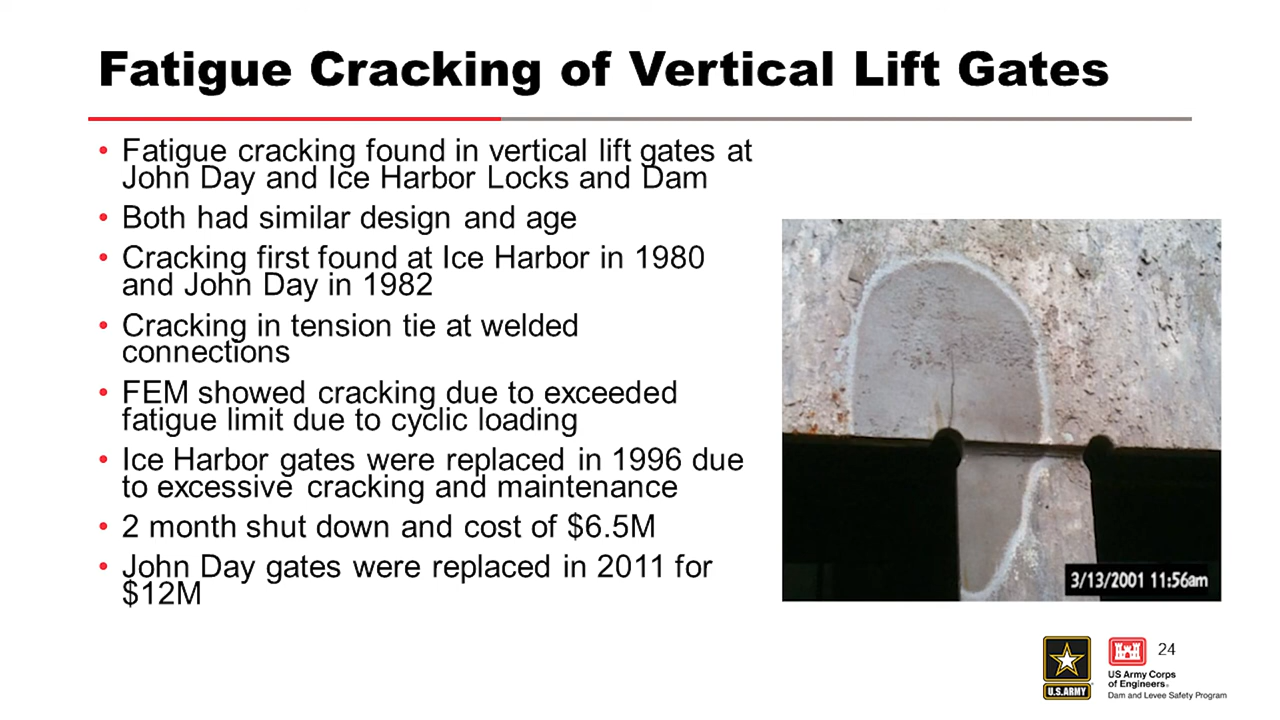 Fatigue Cracking of Vertical Lift Gates
• Fatigue cracking found in vertical lift gates at
John Day and Ice Harbor Locks and Dam
• Both had similar design and age
• Cracking first found at Ice Harbor in 1980
and John Day in 1982
• Cracking in tension tie at welded
connections
• FEM showed cracking due to exceeded
fatigue limit due to cyclic loading
• Ice Harbor gates were replaced in 1996 due
to excessive cracking and maintenance
• 2 month shut down and cost of $6.5M
• John Day gates were replaced in 2011 for
$12M
3/13/2001 11:56am
U.S.ARMY
US Army Corps
of Engineers®
Dam and Levee Safety Program
24